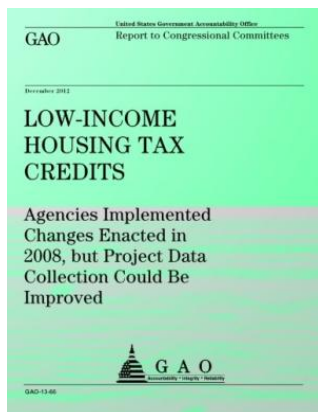 United States Government Accountability Office
GAO
Report to Congressional Committees
December 2012
LOW-INCOME
HOUSING TAX
CREDITS
Agencies Implemented
Changes Enacted in
2008, but Project Data
Collection Could Be
Improved
GAO
Accountability * Integrity * Reliability
GAO-13-66